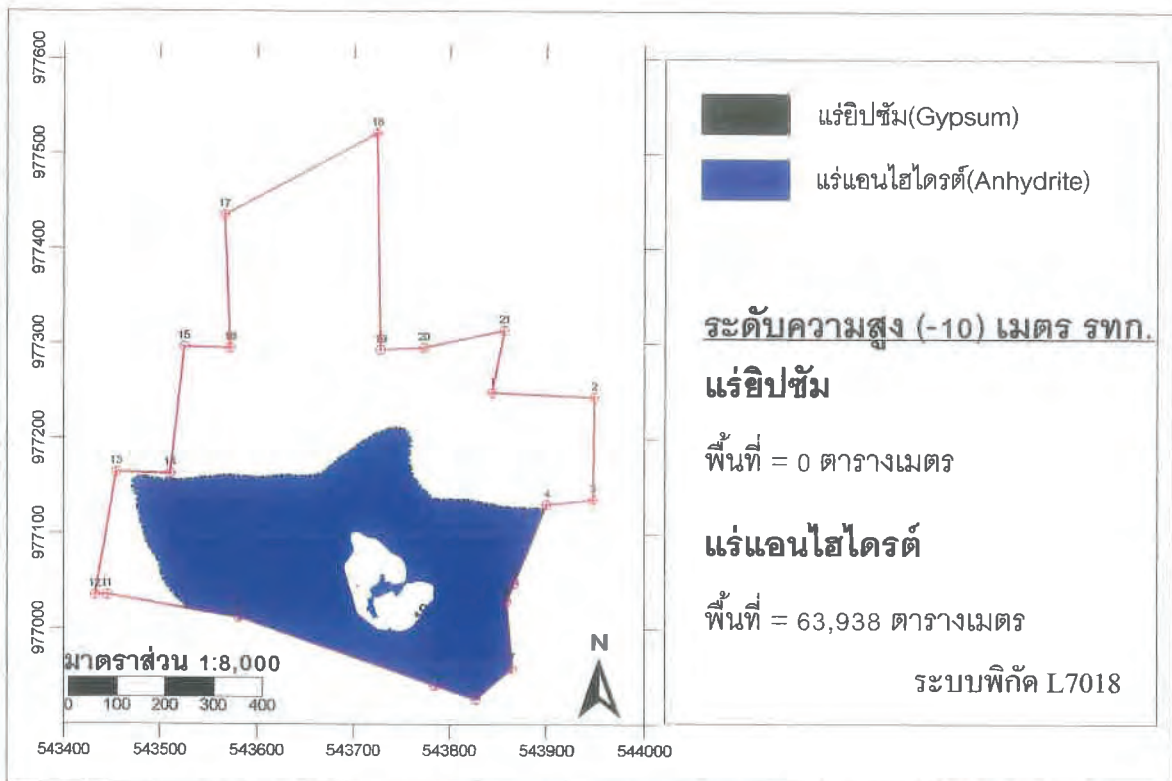 977600
977500
977400
977300
977200
977100
977000
18
17
15
21
2
1
13
14
4
3
12 11
-10
มาตราส่วน 1:8,000
0 100 200 300 400
N
543400 543500 543600 543700 543800 543900 544000
แร่ยิปซัม(Gypsum)
แร่แอนไฮไดรต์(Anhydrite)
ระดับความสูง (-10) เมตร รทก.
แร่ยิปซัม
พื้นที่ = 0 ตารางเมตร
แร่แอนไฮไดรต์
พื้นที่ = 63,938 ตารางเมตร
ระบบพิกัด L7018